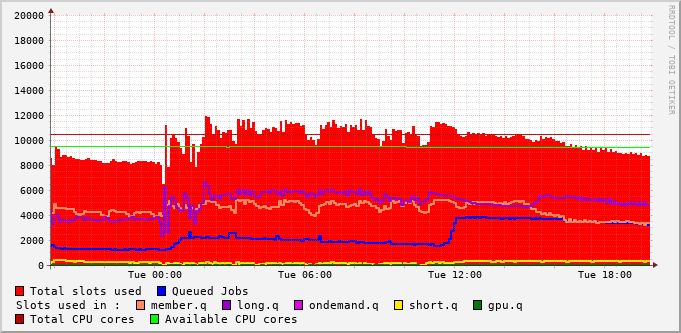 20000
18000
16000
14000
12000
10000
8000
6000
4000
2000
0
Tue 00:00 Tue 06:00 Tue 12:00 Tue 18:00
RRDTOOL / TOBI OETIKER
Total slots used Queued Jobs
Slots used in : member.q long.q ondemand.q short.q gpu.q
Total CPU cores Available CPU cores